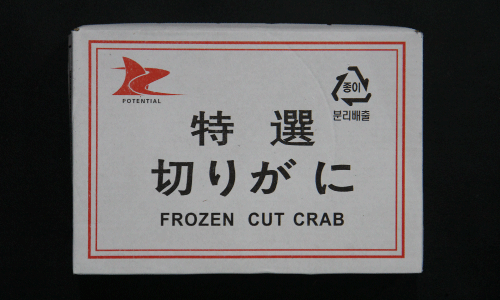 POTENTIAL
종이
분리배출
特選
切りがに
FROZEN CUT CRAB